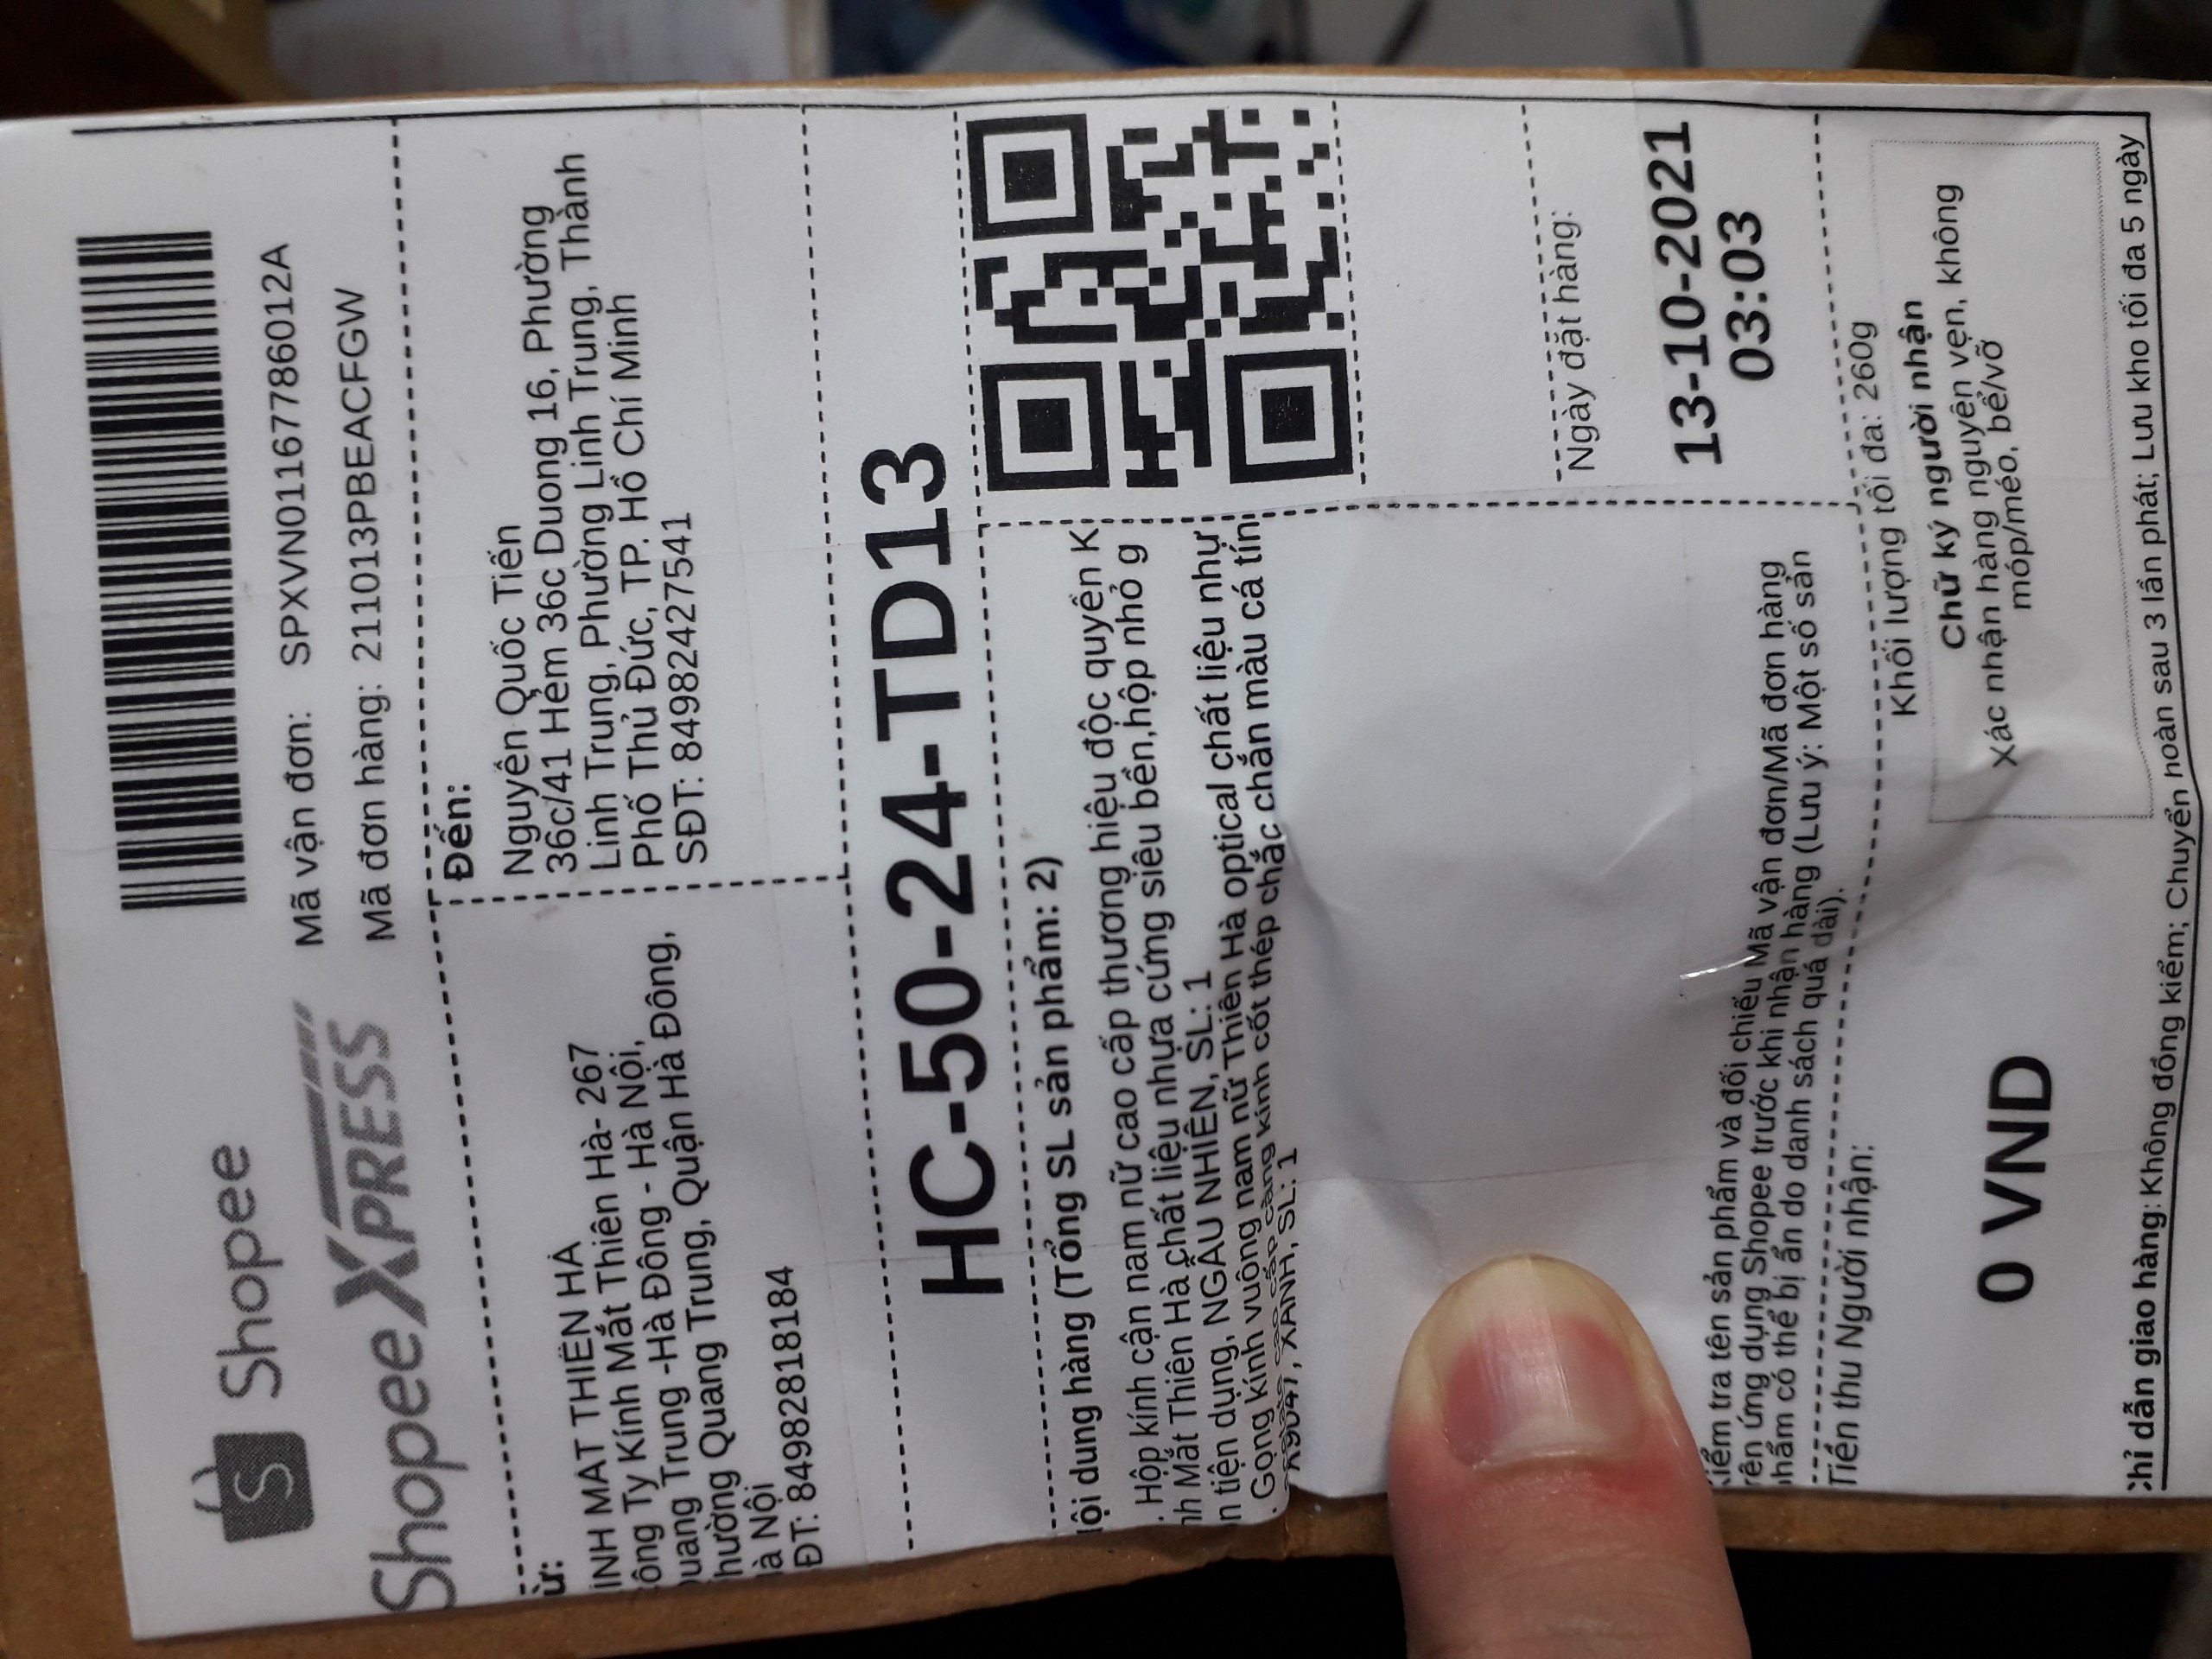 Shopee
Shopee XPRESS
Mã vận đơn: SPXVN01167786012A
Mã đơn hàng: 211013PBEACFGW
ừ:
ÍNH MẮT THIÊN HÀ
ông Ty Kính Mắt Thiên Hà- 267
uang Trung -Hà Đông - Hà Nội,
hường Quang Trung, Quận Hà Đông,
à Nội
ĐT: 84982818184
Đến:
Nguyễn Quốc Tiến
36c/41 Hẻm 36c Duong 16, Phường
Linh Trung, Phường Linh Trung, Thành
Phố Thủ Đức, TP. Hồ Chí Minh
SĐT: 84982427541
HC-50-24-TD13
ội dung hàng (Tổng SL sản phẩm: 2)
. Hộp kính cận nam nữ cao cấp thương hiệu độc quyền K
nh Mắt Thiên Hà chất liệu nhựa cứng siêu bền,hộp nhỏ g
n tiện dụng, NGẪU NHIÊN, SL: 1
. Gọng kính vuông nam nữ Thiên Hà optical chất liệu nhự
cao cấp càng kính cốt thép chắc chắn màu cá tín
K9047, XANH, SL: 1
Ngày đặt hàng:
13-10-2021
03:03
Kiểm tra tên sản phẩm và đối chiếu Mã vận đơn/Mã đơn hàng
rên ứng dụng Shopee trước khi nhận hàng (Lưu ý: Một số sản
phẩm có thể bị ẩn do danh sách quá dài).
Tiền thu Người nhận:
0 VND
Khối lượng tối đa: 260g
Chữ ký người nhận
Xác nhận hàng nguyên vẹn, không
móp/méo, bể/vỡ
Chỉ dẫn giao hàng: Không đồng kiểm; Chuyển hoàn sau 3 lần phát; Lưu kho tối đa 5 ngày